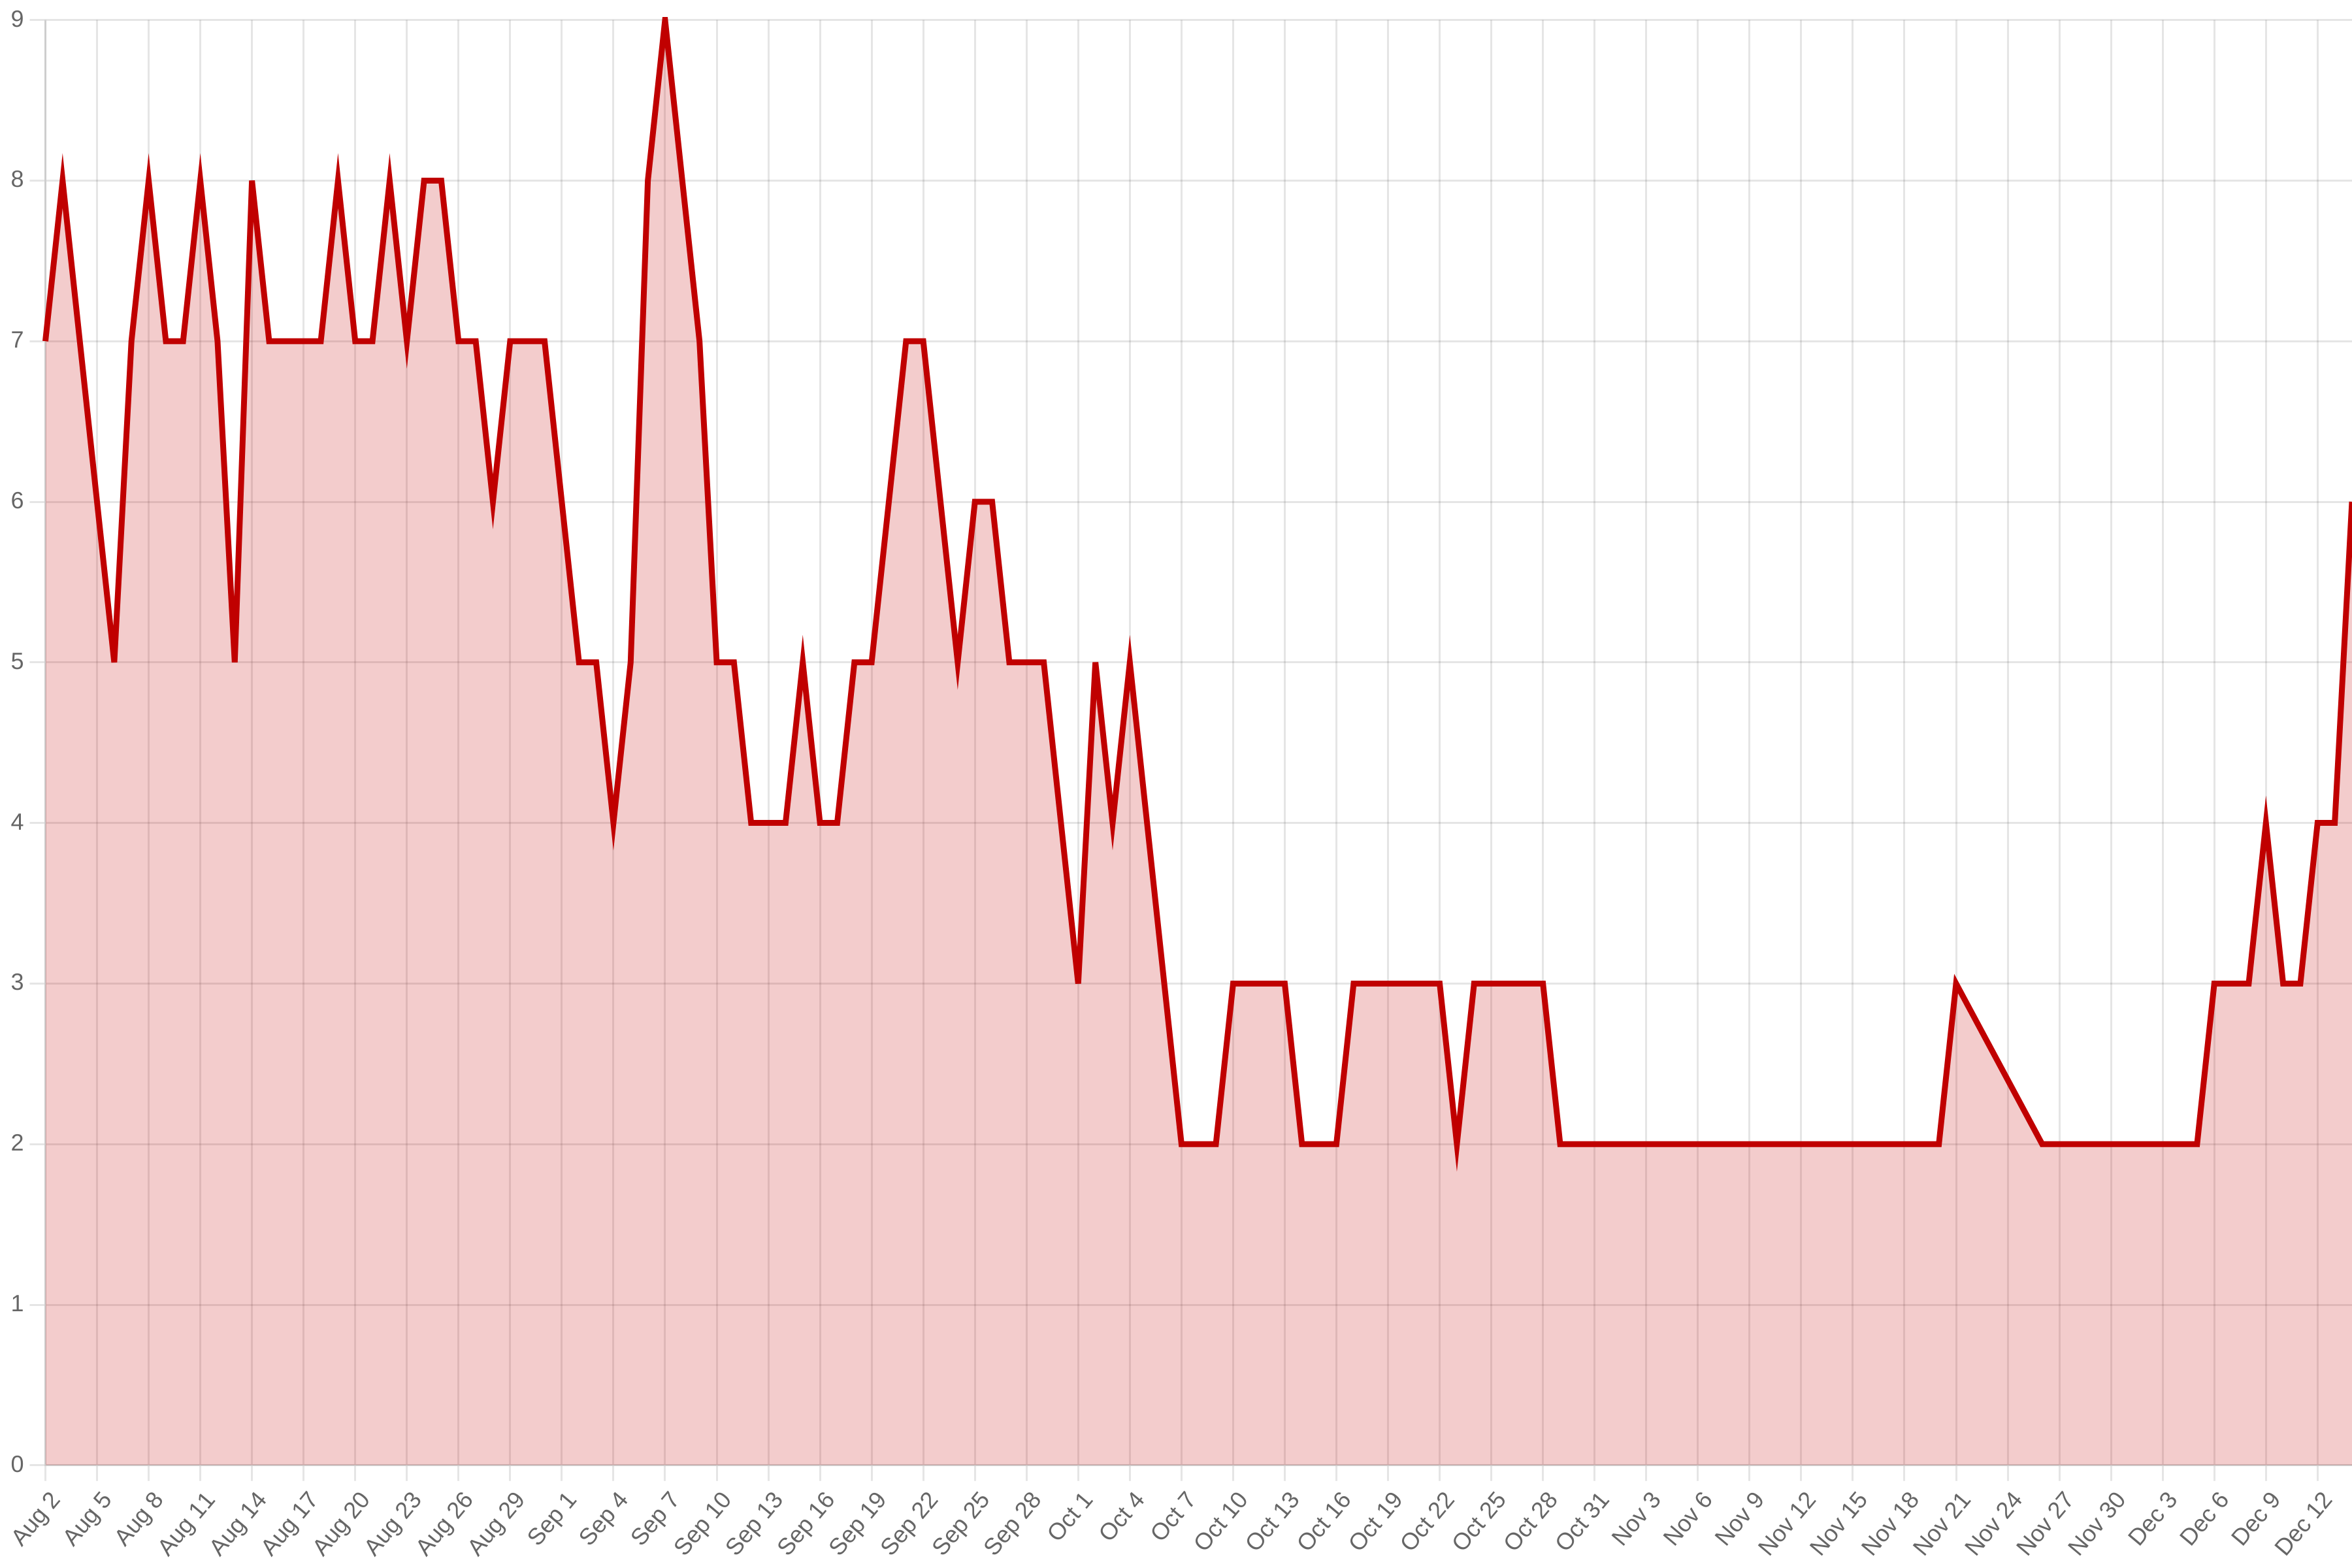 9
8
7
6
5
4
3
2
1
0
Aug 2
Aug 5
Aug 8
Aug 11
Aug 14
Aug 17
Aug 20
Aug 23
Aug 26
Aug 29
Sep 1
Sep 4
Sep 7
Sep 10
Sep 13
Sep 16
Sep 19
Sep 22
Sep 25
Sep 28
Oct 1
Oct 4
Oct 7
Oct 10
Oct 13
Oct 16
Oct 19
Oct 22
Oct 25
Oct 28
Oct 31
Nov 3
Nov 6
Nov 9
Nov 12
Nov 15
Nov 18
Nov 21
Nov 24
Nov 27
Nov 30
Dec 3
Dec 6
Dec 9
Dec 12